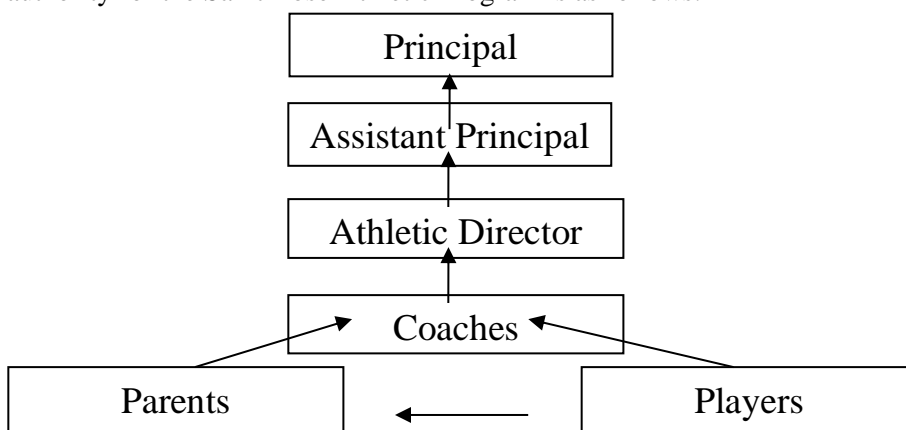 Principal
Assistant Principal
Athletic Director
Coaches
Parents Players